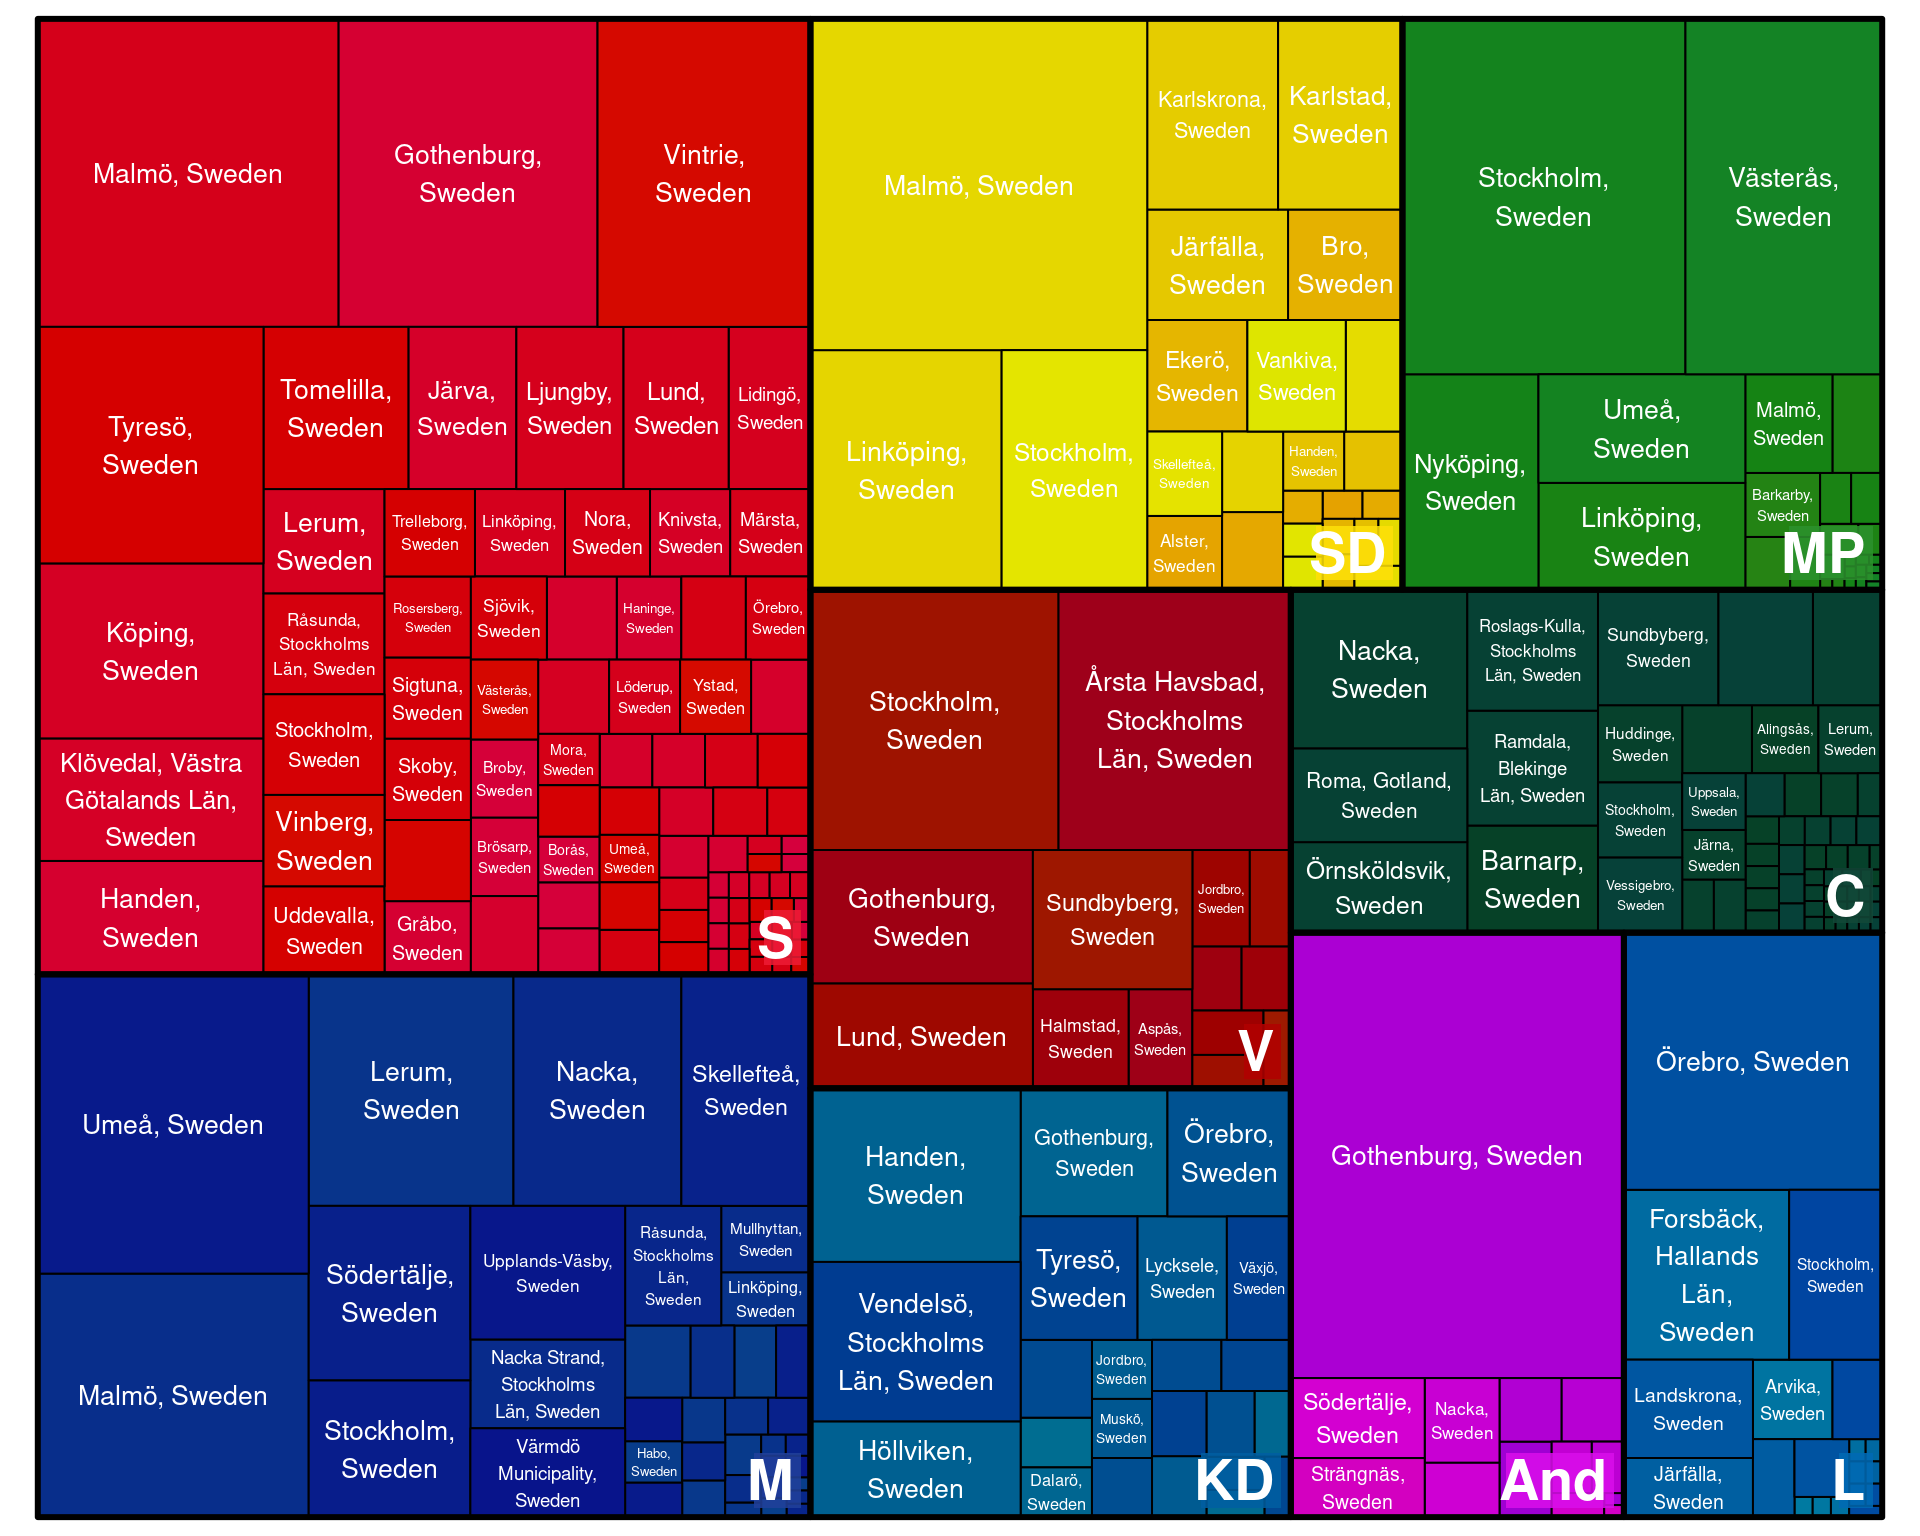 Malmö, Sweden
Gothenburg,
Sweden
Vintrie,
Sweden
Tyresö,
Sweden
Tomelilla,
Sweden
Järva,
Sweden
Ljungby,
Sweden
Lund,
Sweden
Lidingö,
Sweden
Köping,
Sweden
Klövedal, Västra
Götalands Län,
Sweden
Handen,
Sweden
Lerum,
Sweden
Råsunda,
Stockholms
Län, Sweden
Stockholm,
Sweden
Vinberg,
Sweden
Uddevalla,
Sweden
Trelleborg,
Sweden
Linköping,
Sweden
Nora,
Sweden
Knivsta,
Sweden
Märsta,
Sweden
Rosersberg,
Sweden
Sigtuna,
Sweden
Skoby,
Sweden
Gråbo,
Sweden
Sjövik,
Sweden
Haninge,
Sweden
Örebro,
Sweden
Västerås,
Sweden
Broby,
Sweden
Brösarp,
Sweden
Löderup,
Sweden
Ystad,
Sweden
Mora,
Sweden
Borås,
Sweden
Umeå,
Sweden
S
Malmö, Sweden
Linköping,
Sweden
Stockholm,
Sweden
Karlskrona,
Sweden
Karlstad,
Sweden
Järfälla,
Sweden
Bro,
Sweden
Ekerö,
Sweden
Vankiva,
Sweden
Skellefteå,
Sweden
Alster,
Sweden
Handen,
Sweden
SD
Stockholm,
Sweden
Västerås,
Sweden
Nyköping,
Sweden
Umeå,
Sweden
Linköping,
Sweden
Malmö,
Sweden
Barkarby,
Sweden
MP
Stockholm,
Sweden
Årsta Havsbad,
Stockholms
Län, Sweden
Gothenburg,
Sweden
Lund, Sweden
Sundbyberg,
Sweden
Halmstad,
Sweden
Aspås,
Sweden
Jordbro,
Sweden
V
Nacka,
Sweden
Roma, Gotland,
Sweden
Örnsköldsvik,
Sweden
Roslags-Kulla,
Stockholms
Län, Sweden
Ramdala,
Blekinge
Län, Sweden
Barnarp,
Sweden
Sundbyberg,
Sweden
Huddinge,
Sweden
Stockholm,
Sweden
Vessigebro,
Sweden
Alingsås,
Sweden
Lerum,
Sweden
Uppsala,
Sweden
Järna,
Sweden
C
Umeå, Sweden
Malmö, Sweden
Lerum,
Sweden
Nacka,
Sweden
Skellefteå,
Sweden
Södertälje,
Sweden
Stockholm,
Sweden
Upplands-Väsby,
Sweden
Nacka Strand,
Stockholms
Län, Sweden
Värmdö
Municipality,
Sweden
Råsunda,
Stockholms
Län,
Sweden
Mullhyttan,
Sweden
Linköping,
Sweden
Habo,
Sweden
M
Handen,
Sweden
Vendelsö,
Stockholms
Län, Sweden
Höllviken,
Sweden
Gothenburg,
Sweden
Örebro,
Sweden
Tyresö,
Sweden
Lycksele,
Sweden
Växjö,
Sweden
Jordbro,
Sweden
Muskö,
Sweden
Dalarö,
Sweden
KD
Gothenburg, Sweden
Södertälje,
Sweden
Strängnäs,
Sweden
Nacka,
Sweden
And
Örebro, Sweden
Forsbäck,
Hallands
Län,
Sweden
Stockholm,
Sweden
Landskrona,
Sweden
Järfälla,
Sweden
Arvika,
Sweden
L